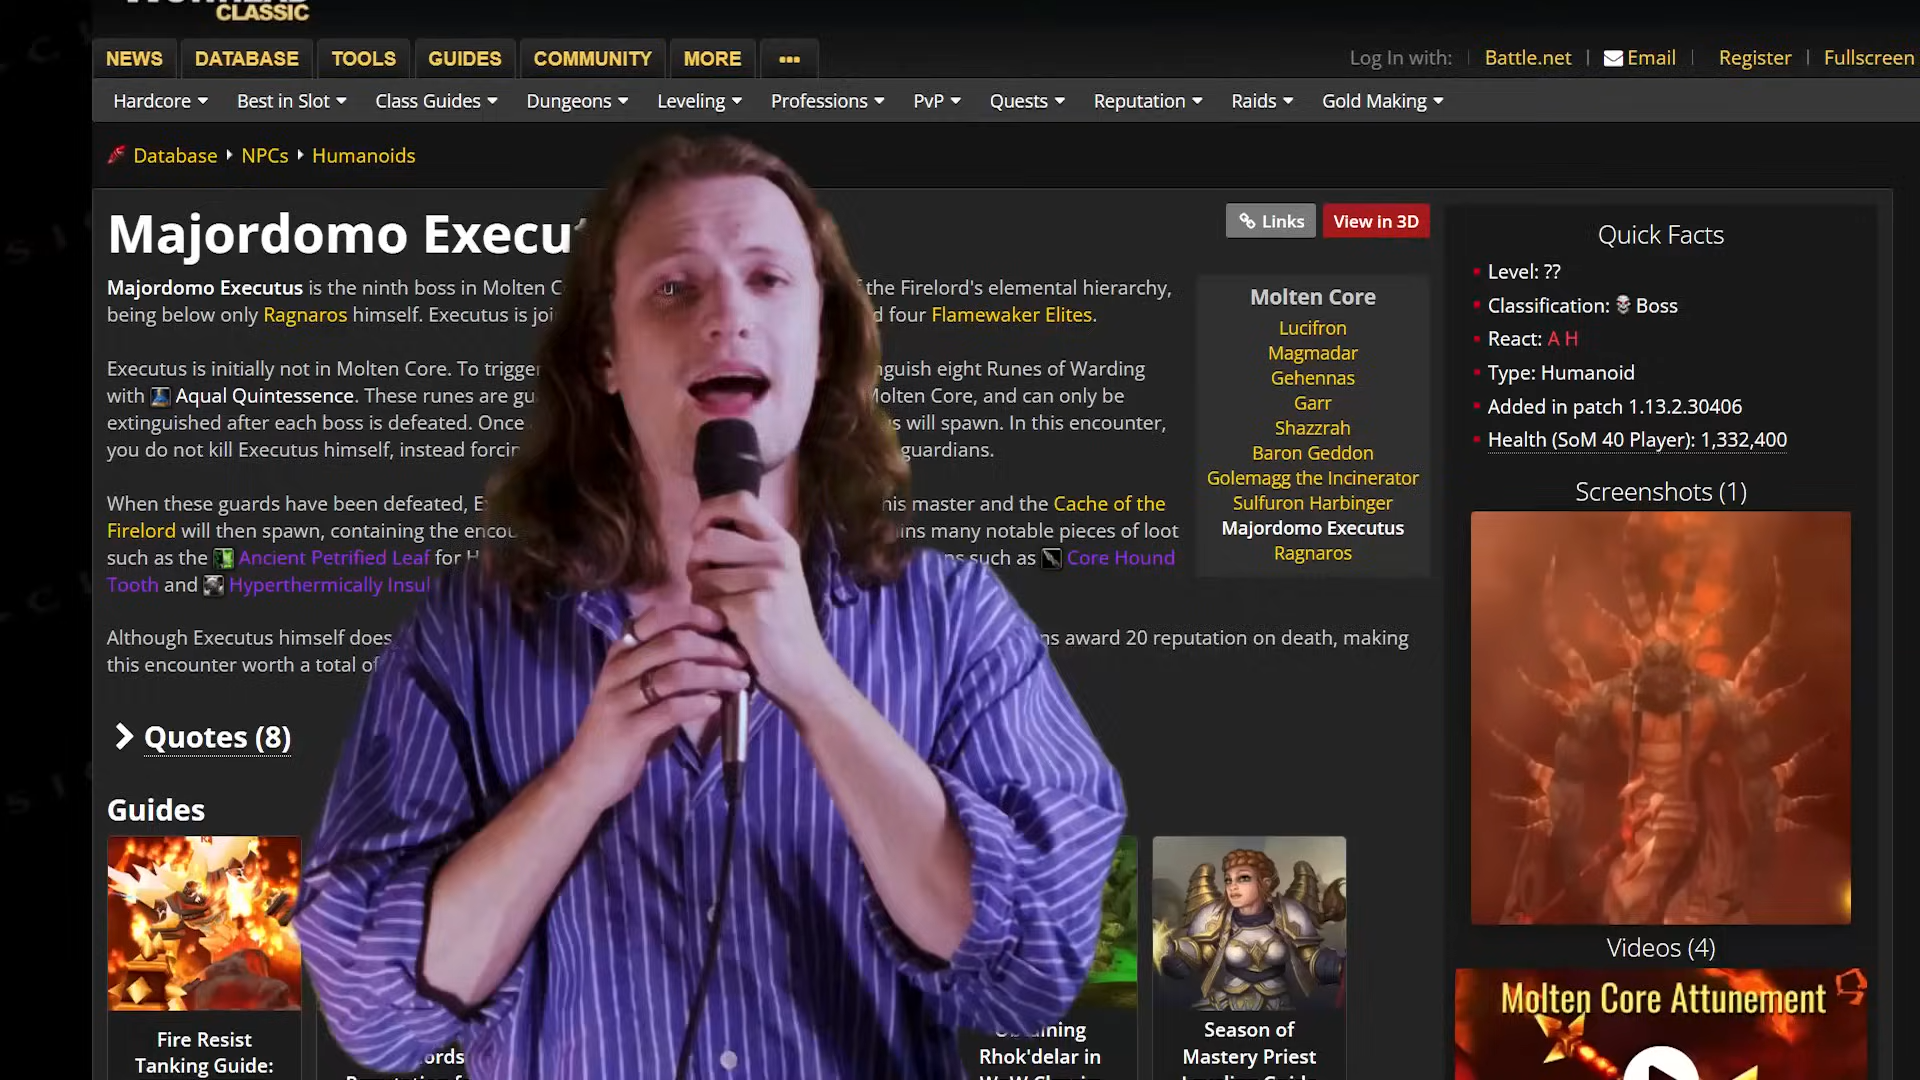 CLASSIC
NEWS DATABASE TOOLS GUIDES COMMUNITY MORE ...
Log In with: | Battle.net | Email | Register | Fullscreen
Hardcore Best in Slot Class Guides Dungeons Leveling Professions PvP Quests Reputation Raids Gold Making
Database NPCs Humanoids
Majordomo Execu
Links View in 3D
Majordomo Executus is the ninth boss in Molten the Firelord's elemental hierarchy,
being below only Ragnaros himself. Executus is four Flamewaker Elites.
Executus is initially not in Molten Core. To eight Runes of Warding
with Aqual Quintessence. These runes are Molten Core, and can only be
extinguished after each boss is defeated. Once will spawn. In this encounter,
you do not kill Executus himself, instead guardians.
When these guards have been defeated, his master and the Cache of the
Firelord will then spawn, containing the many notable pieces of loot
such as the Ancient Petrified Leaf for such as Core Hound
Tooth and Hyperthermically Insul
Although Executus himself does award 20 reputation on death, making
this encounter worth a total of
Quotes (8)
Guides
Fire Resist
Tanking Guide:
Rhok'delar in
Season of
Mastery Priest
Molten Core
Lucifron
Magmadar
Gehennas
Garr
Shazzrah
Baron Geddon
Golemagg the Incinerator
Sulfuron Harbinger
Majordomo Executus
Ragnaros
Quick Facts
Level: ??
Classification: Boss
React: A H
Type: Humanoid
Added in patch 1.13.2.30406
Health (SoM 40 Player): 1,332,400
Screenshots (1)
Videos (4)
Molten Core Attunement